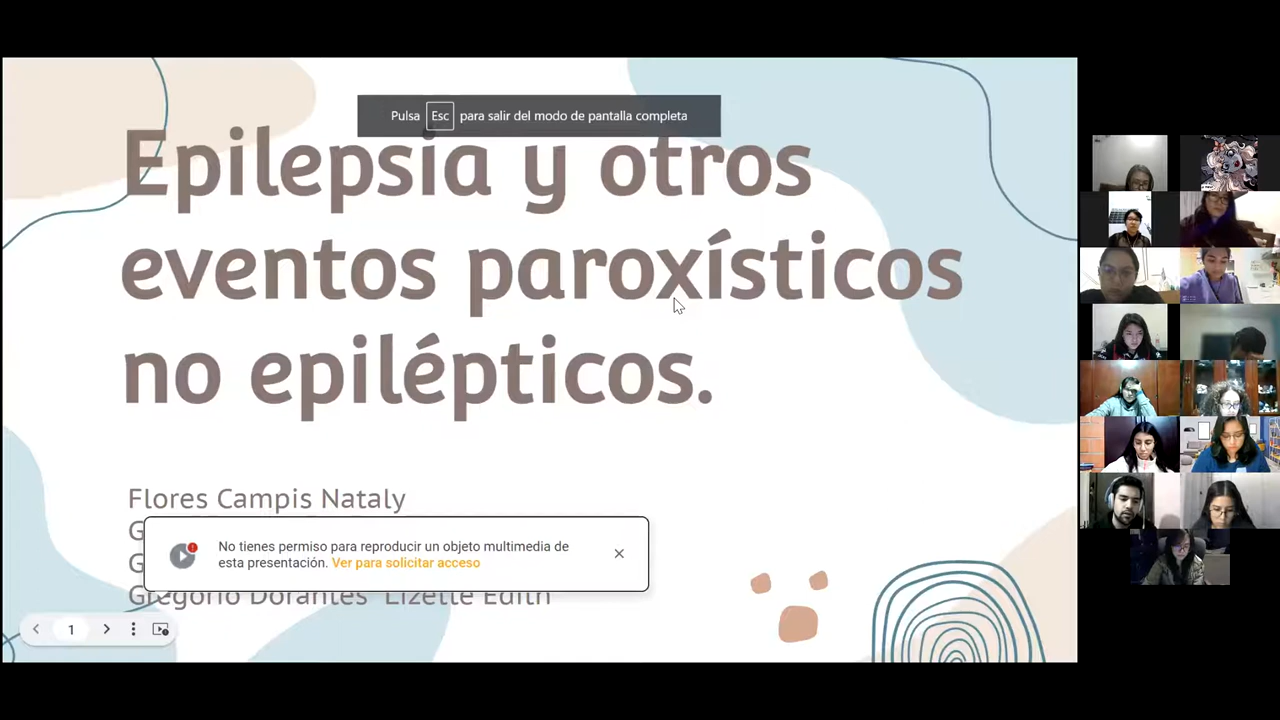 Pulsa Esc para salir del modo de pantalla completa
Epilepsia y otros
eventos paroxísticos
no epilépticos.
Flores Campis Nataly
G
No tienes permiso para reproducir un objeto multimedia de
esta presentación. Ver para solicitar acceso
G
Gregorio Dorantes Lizette Edith
1